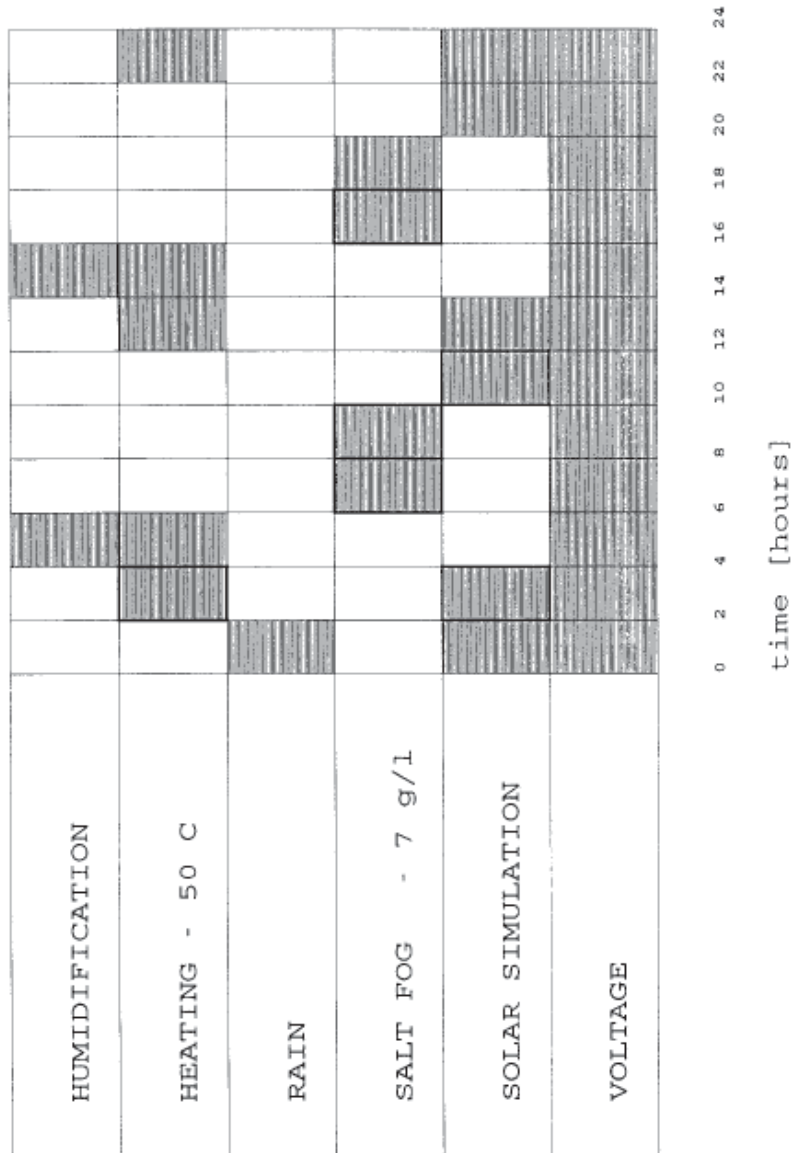 HUMIDIFICATION
HEATING - 50 C
RAIN
SALT FOG - 7 g/l
SOLAR SIMULATION
VOLTAGE
0 2 4 6 8 10 12 14 16 18 20 22 24
time [hours]